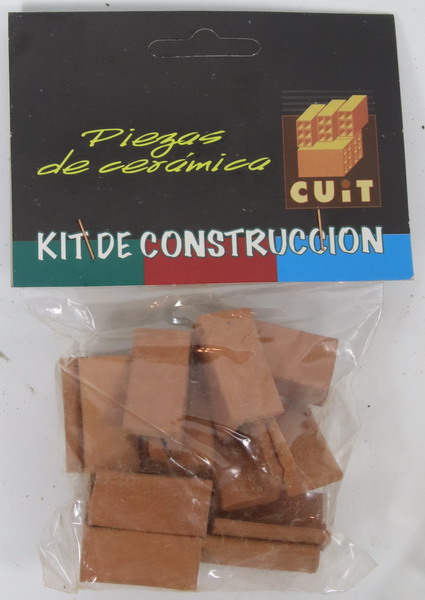 Piezas
de cerámica
CUiT
KIT DE CONSTRUCCION